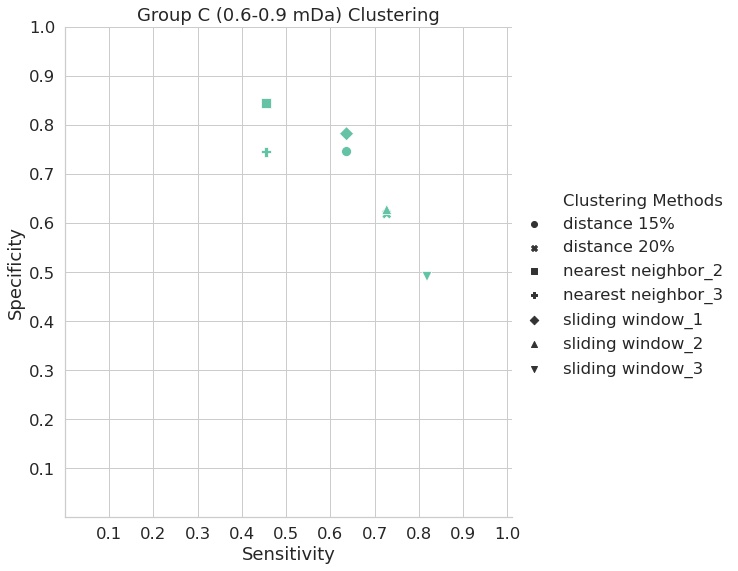 Group C (0.6-0.9 mDa) Clustering
1.0
0.9
0.8
0.7
0.6
0.5
0.4
0.3
0.2
0.1
Specificity
0.1 0.2 0.3 0.4 0.5 0.6 0.7 0.8 0.9 1.0
Sensitivity
Clustering Methods
distance 15%
distance 20%
nearest neighbor_2
nearest neighbor_3
sliding window_1
sliding window_2
sliding window_3